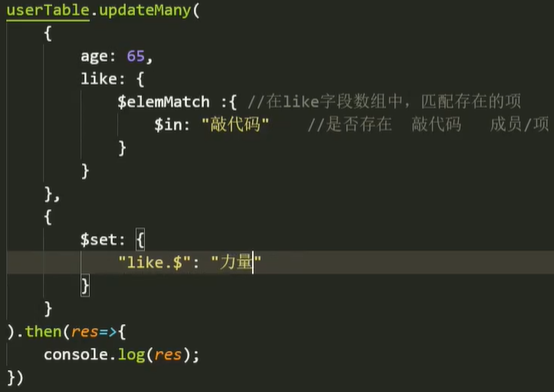 userTable.updateMany(
{
age: 65,
like: {
$elemMatch :{ //在like字段数组中，匹配存在的项
$in: "敲代码" //是否存在 敲代码 成员/项
}
}
},
{
$set: {
"like.$": "力量"
}
}
).then(res=>{
console.log(res);
})